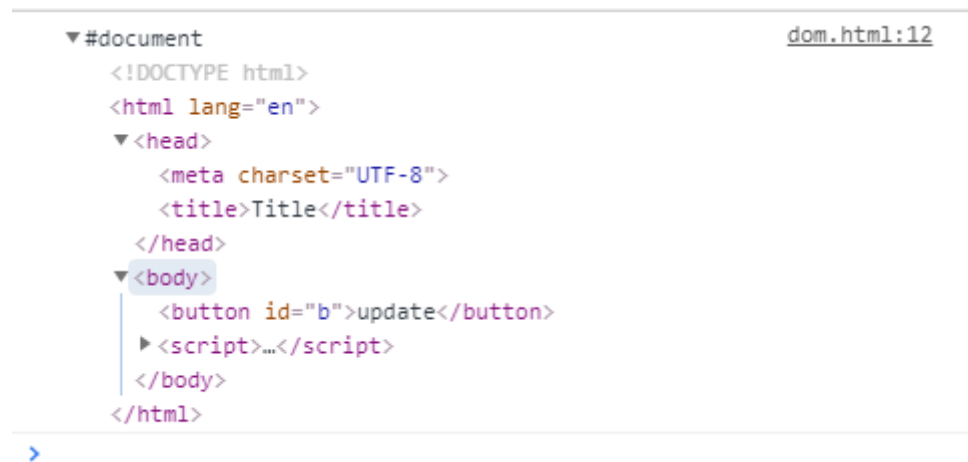 ▼#document dom.html:12
<!DOCTYPE html>
<html lang="en">
▼<head>
<meta charset="UTF-8">
<title>Title</title>
</head>
▼<body>
<button id="b">update</button>
▶<script>…</script>
</body>
</html>
>